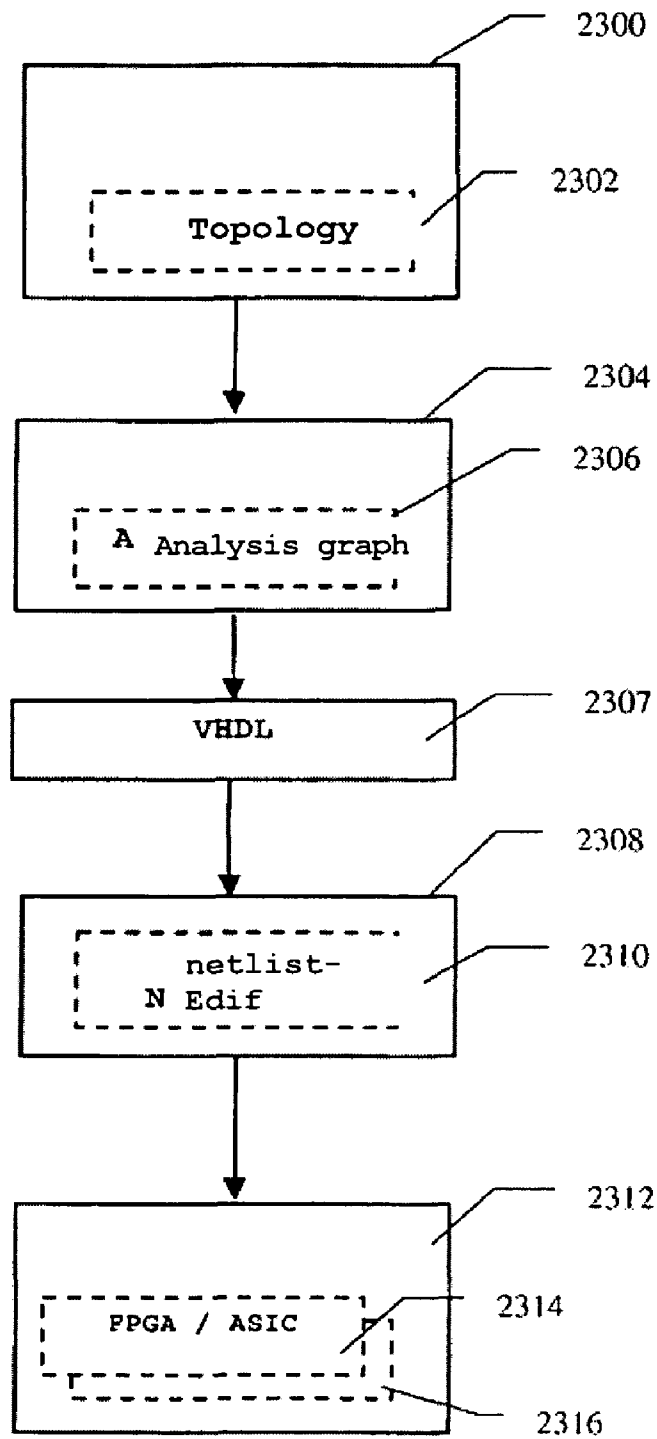 2300
2302
Topology
2304
2306
A Analysis graph
2307
VHDL
2308
2310
netlist-
N Edif
2312
FPGA / ASIC
2314
2316